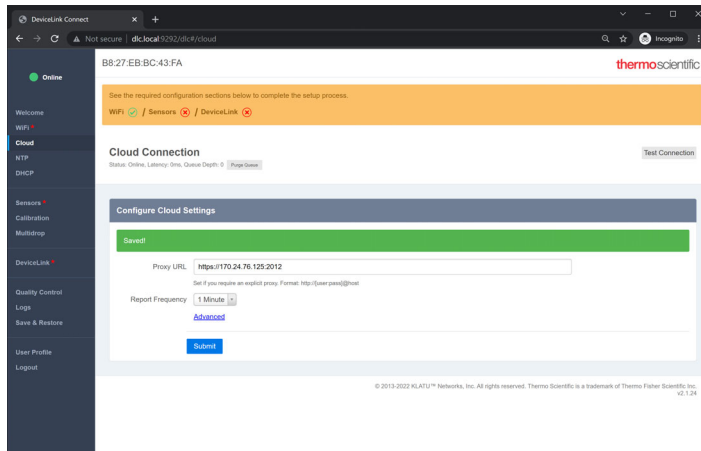 DeviceLink Connect
Not secure | dlc.local:9292/dlc#/cloud
Incognito
Online
Welcome
WiFi *
Cloud
NTP
DHCP
Sensors *
Calibration
Multidrop
DeviceLink *
Quality Control
Logs
Save & Restore
User Profile
Logout
B8:27:EB:BC:43:FA
thermoscientific
See the required configuration sections below to complete the setup process.
WiFi / Sensors / DeviceLink
Cloud Connection
Test Connection
Status: Online, Latency: 0ms, Queue Depth: 0 Purge Queue
Configure Cloud Settings
Saved!
Proxy URL https://170.24.76.125:2012
Set if you require an explicit proxy. Format: http://[user:pass]@host
Report Frequency 1 Minute
Advanced
Submit
© 2013-2022 KLATU™ Networks, Inc. All rights reserved. Thermo Scientific is a trademark of Thermo Fisher Scientific Inc.
v2.1.24